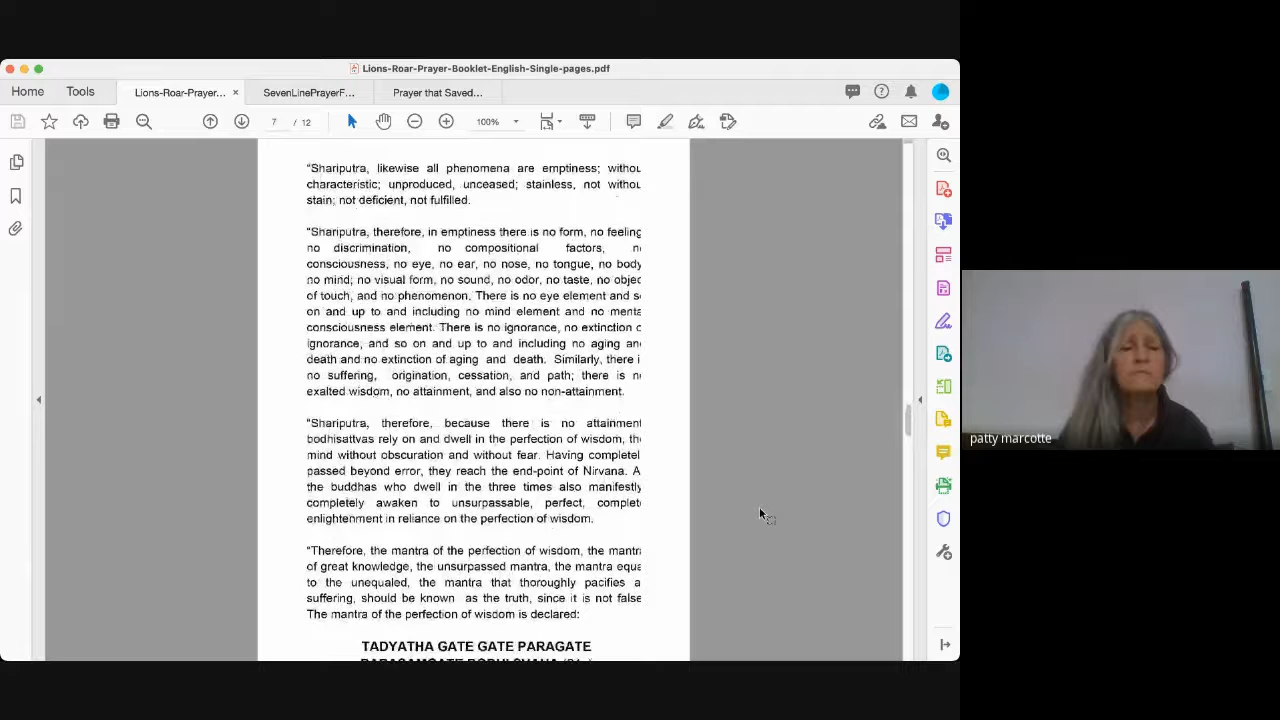 Lions-Roar-Prayer-Booklet-English-Single-pages.pdf
Home Tools Lions-Roar-Prayer... × SevenLinePrayerF... Prayer that Saved...
7 / 12 100%
"Shariputra, likewise all phenomena are emptiness; withou
characteristic; unproduced, unceased; stainless, not withou
stain; not deficient, not fulfilled.
"Shariputra, therefore, in emptiness there is no form, no feeling
no discrimination, no compositional factors, n
consciousness, no eye, no ear, no nose, no tongue, no body
no mind; no visual form, no sound, no odor, no taste, no objec
of touch, and no phenomenon. There is no eye element and s
on and up to and including no mind element and no menta
consciousness element. There is no ignorance, no extinction o
ignorance, and so on and up to and including no aging an
death and no extinction of aging and death. Similarly, there i
no suffering, origination, cessation, and path; there is n
exalted wisdom, no attainment, and also no non-attainment.
"Shariputra, therefore, because there is no attainment
bodhisattvas rely on and dwell in the perfection of wisdom, th
mind without obscuration and without fear. Having completel
passed beyond error, they reach the end-point of Nirvana. A
the buddhas who dwell in the three times also manifestly
completely awaken to unsurpassable, perfect, complet
enlightenment in reliance on the perfection of wisdom.
"Therefore, the mantra of the perfection of wisdom, the mantr
of great knowledge, the unsurpassed mantra, the mantra equa
to the unequaled, the mantra that thoroughly pacifies a
suffering, should be known as the truth, since it is not false
The mantra of the perfection of wisdom is declared:
TADYATHA GATE GATE PARAGATE
patty marcotte